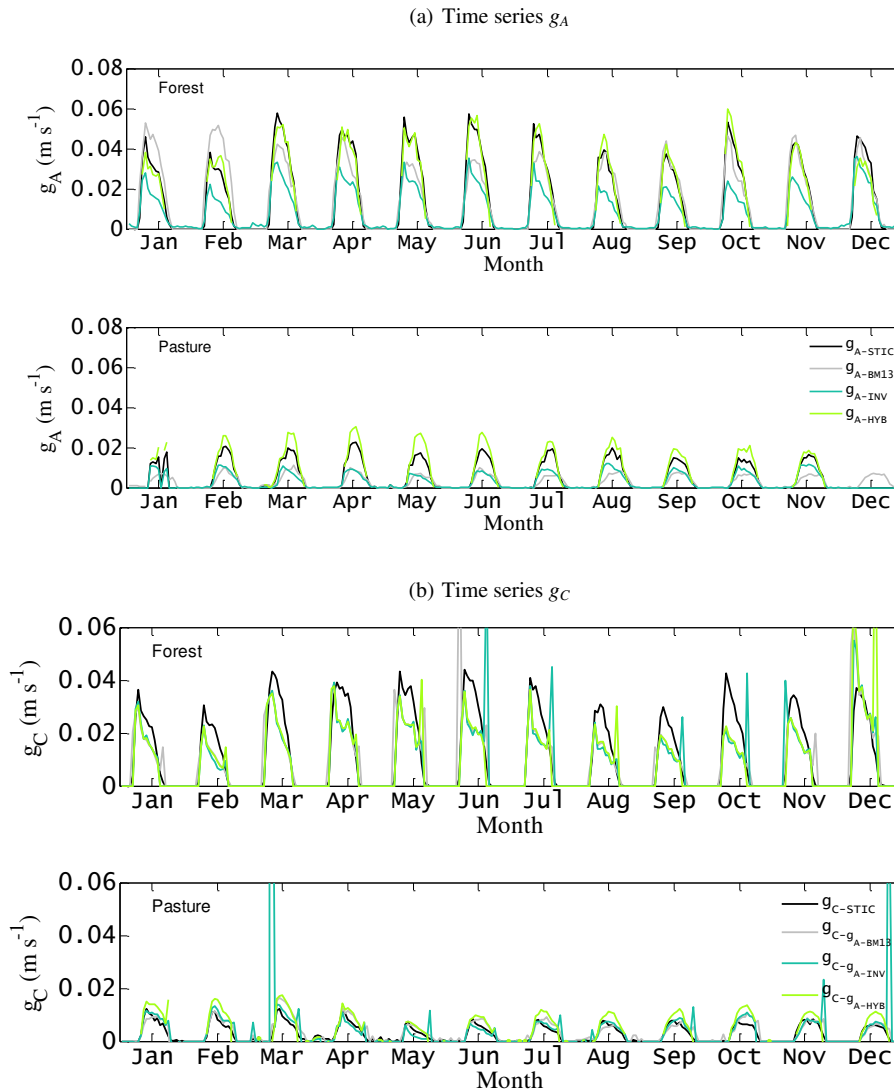 (a) Time series g_A
Forest
g_A (m s⁻¹)
0.08
0.06
0.04
0.02
0
Jan Feb Mar Apr May Jun Jul Aug Sep Oct Nov Dec
Month
Pasture
g_A (m s⁻¹)
0.08
0.06
0.04
0.02
0
g_A-STIC
g_A-BM13
g_A-INV
g_A-HYB
Jan Feb Mar Apr May Jun Jul Aug Sep Oct Nov Dec
Month
(b) Time series g_C
Forest
g_C (m s⁻¹)
0.06
0.04
0.02
0
Jan Feb Mar Apr May Jun Jul Aug Sep Oct Nov Dec
Month
Pasture
g_C (m s⁻¹)
0.06
0.04
0.02
0
g_C-STIC
g_C-g_A-BM13
g_C-g_A-INV
g_C-g_A-HYB
Jan Feb Mar Apr May Jun Jul Aug Sep Oct Nov Dec
Month